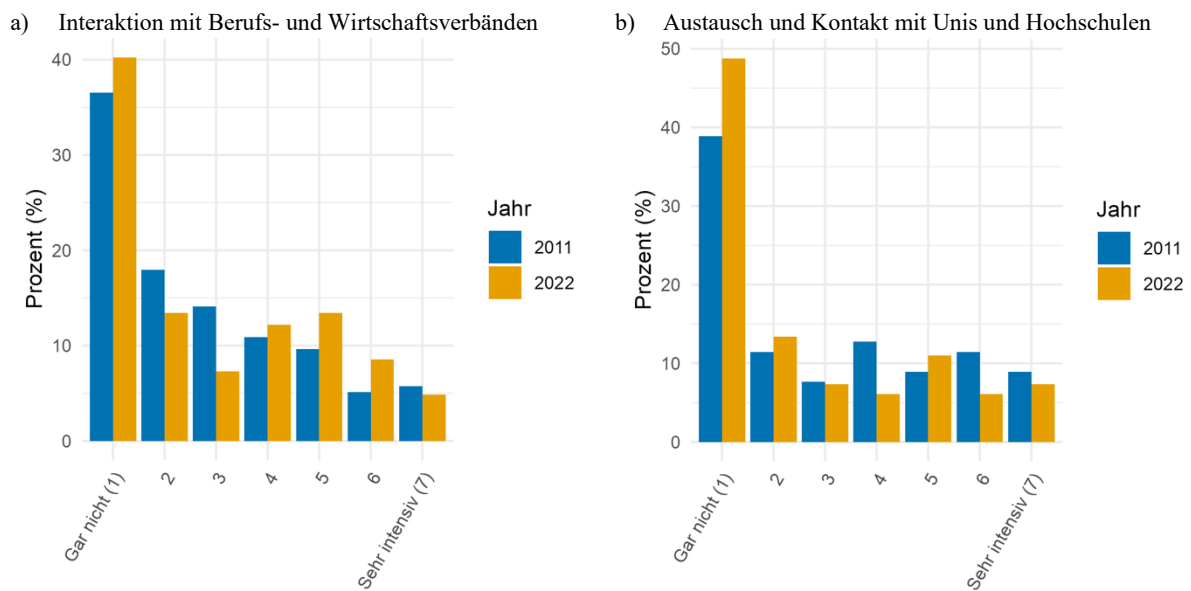 a) Interaktion mit Berufs- und Wirtschaftsverbänden
40
30
20
10
0
Prozent (%)
Gar nicht (1)
2
3
4
5
6
Sehr intensiv (7)
Jahr
2011
2022
b) Austausch und Kontakt mit Unis und Hochschulen
50
40
30
20
10
0
Prozent (%)
Gar nicht (1)
2
3
4
5
6
Sehr intensiv (7)
Jahr
2011
2022